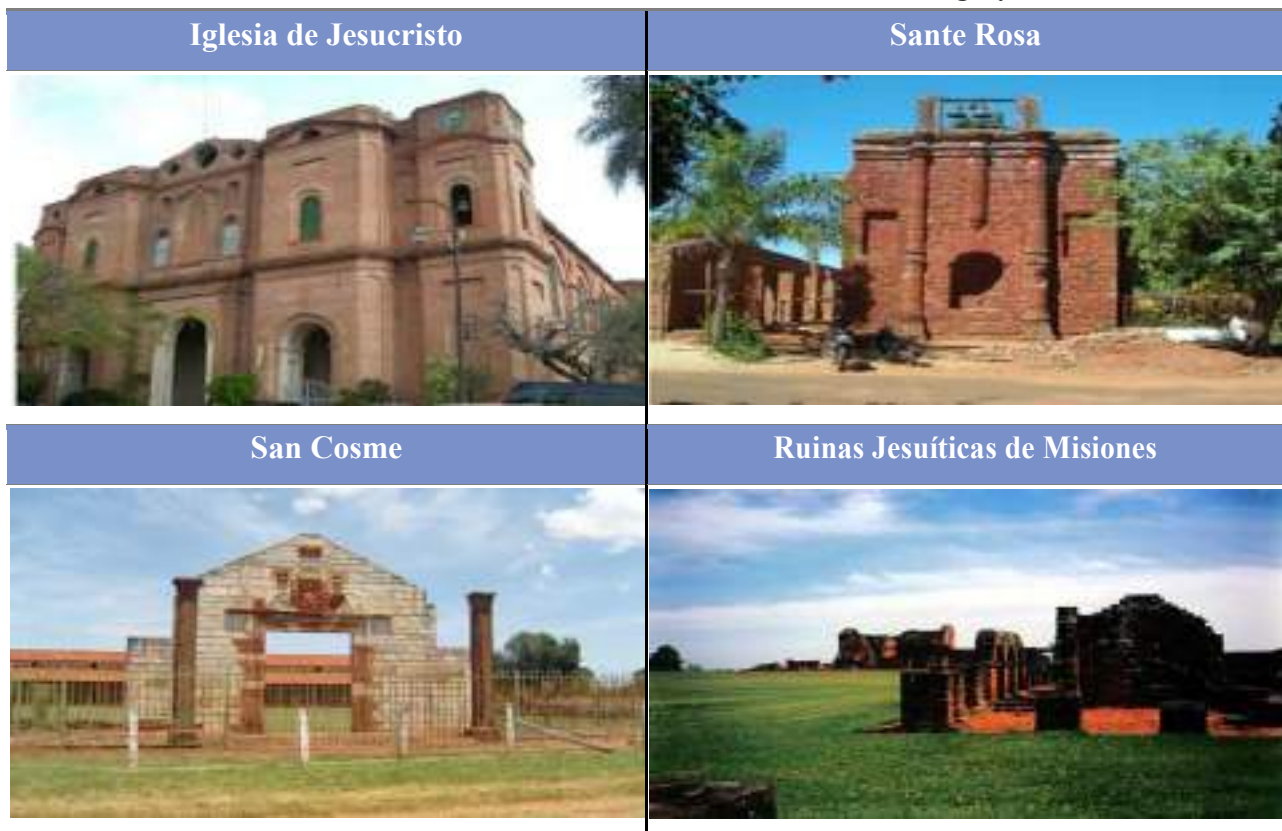 Iglesia de Jesucristo
Sante Rosa
San Cosme
Ruinas Jesuíticas de Misiones